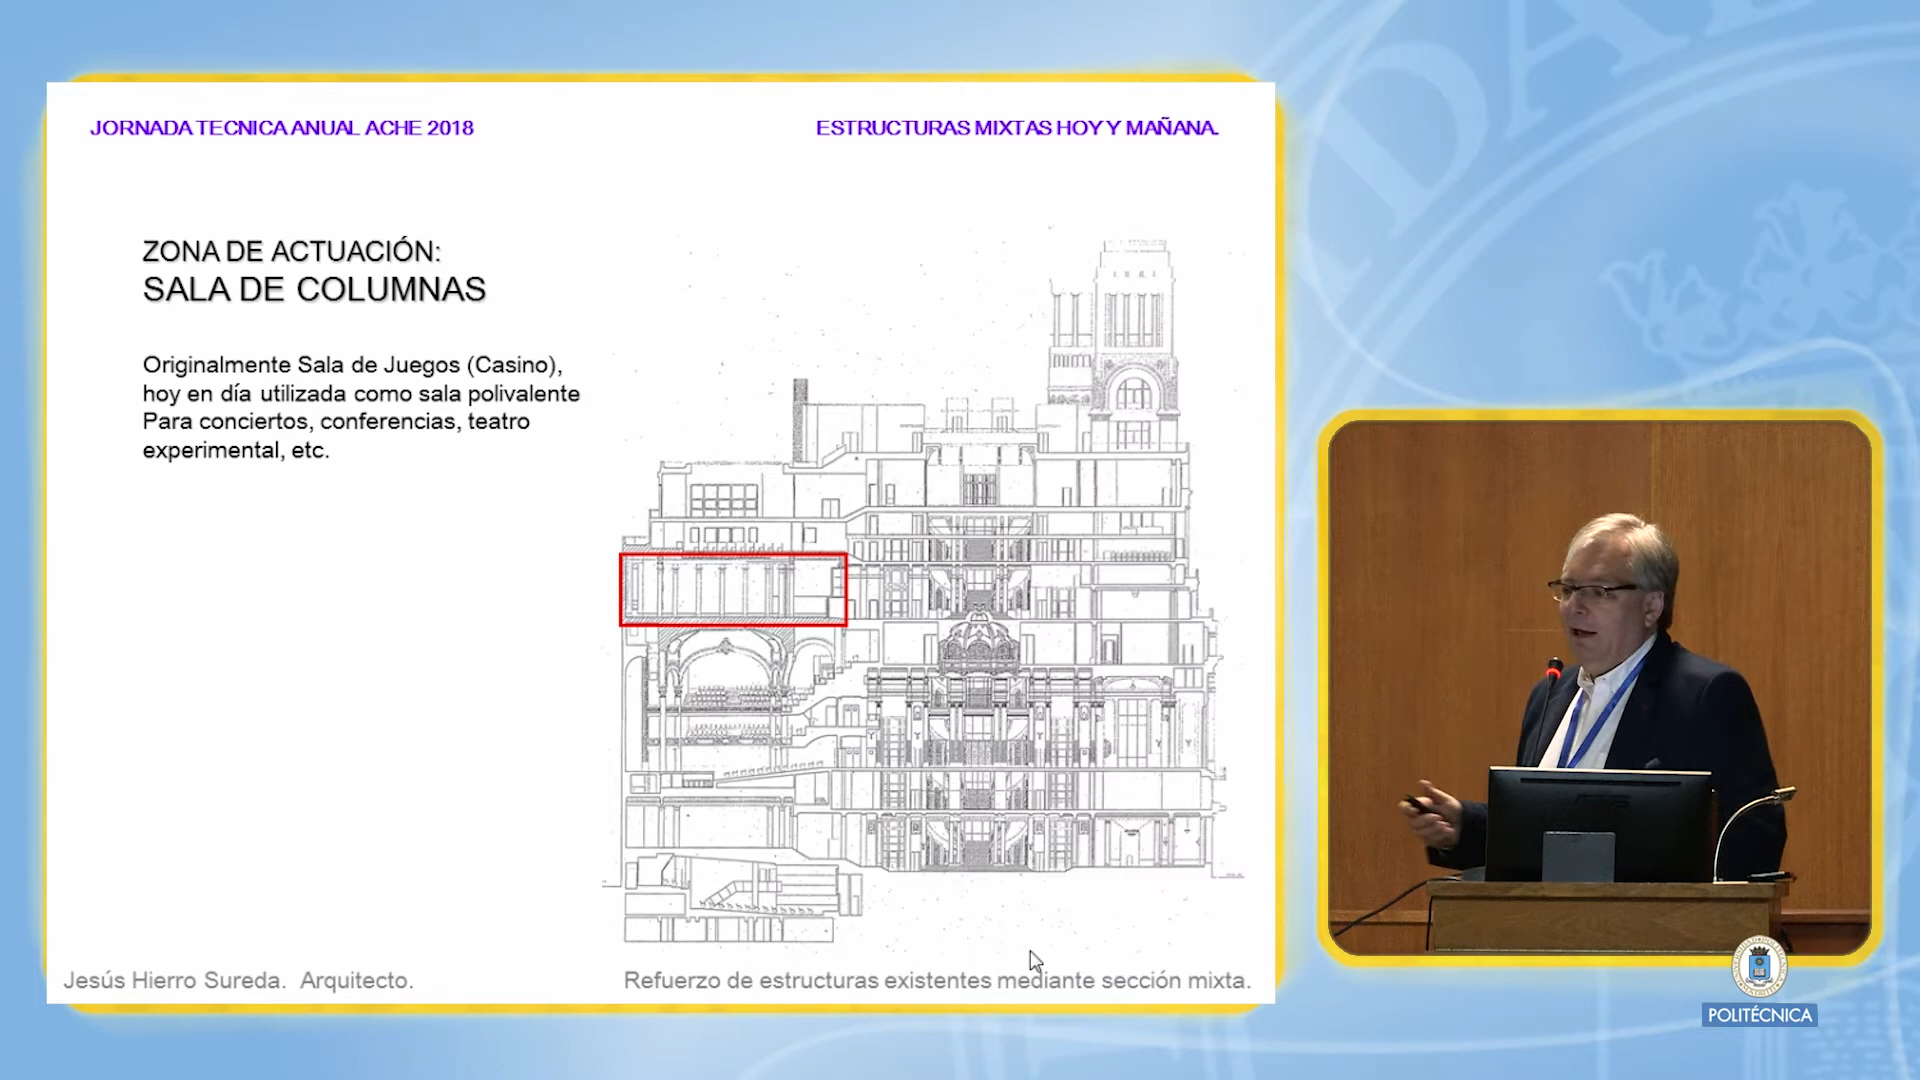 JORNADA TECNICA ANUAL ACHE 2018
ESTRUCTURAS MIXTAS HOY Y MAÑANA.
ZONA DE ACTUACIÓN:
SALA DE COLUMNAS
Originalmente Sala de Juegos (Casino),
hoy en día utilizada como sala polivalente
Para conciertos, conferencias, teatro
experimental, etc.
Jesús Hierro Sureda. Arquitecto.
Refuerzo de estructuras existentes mediante sección mixta.
POLITÉCNICA